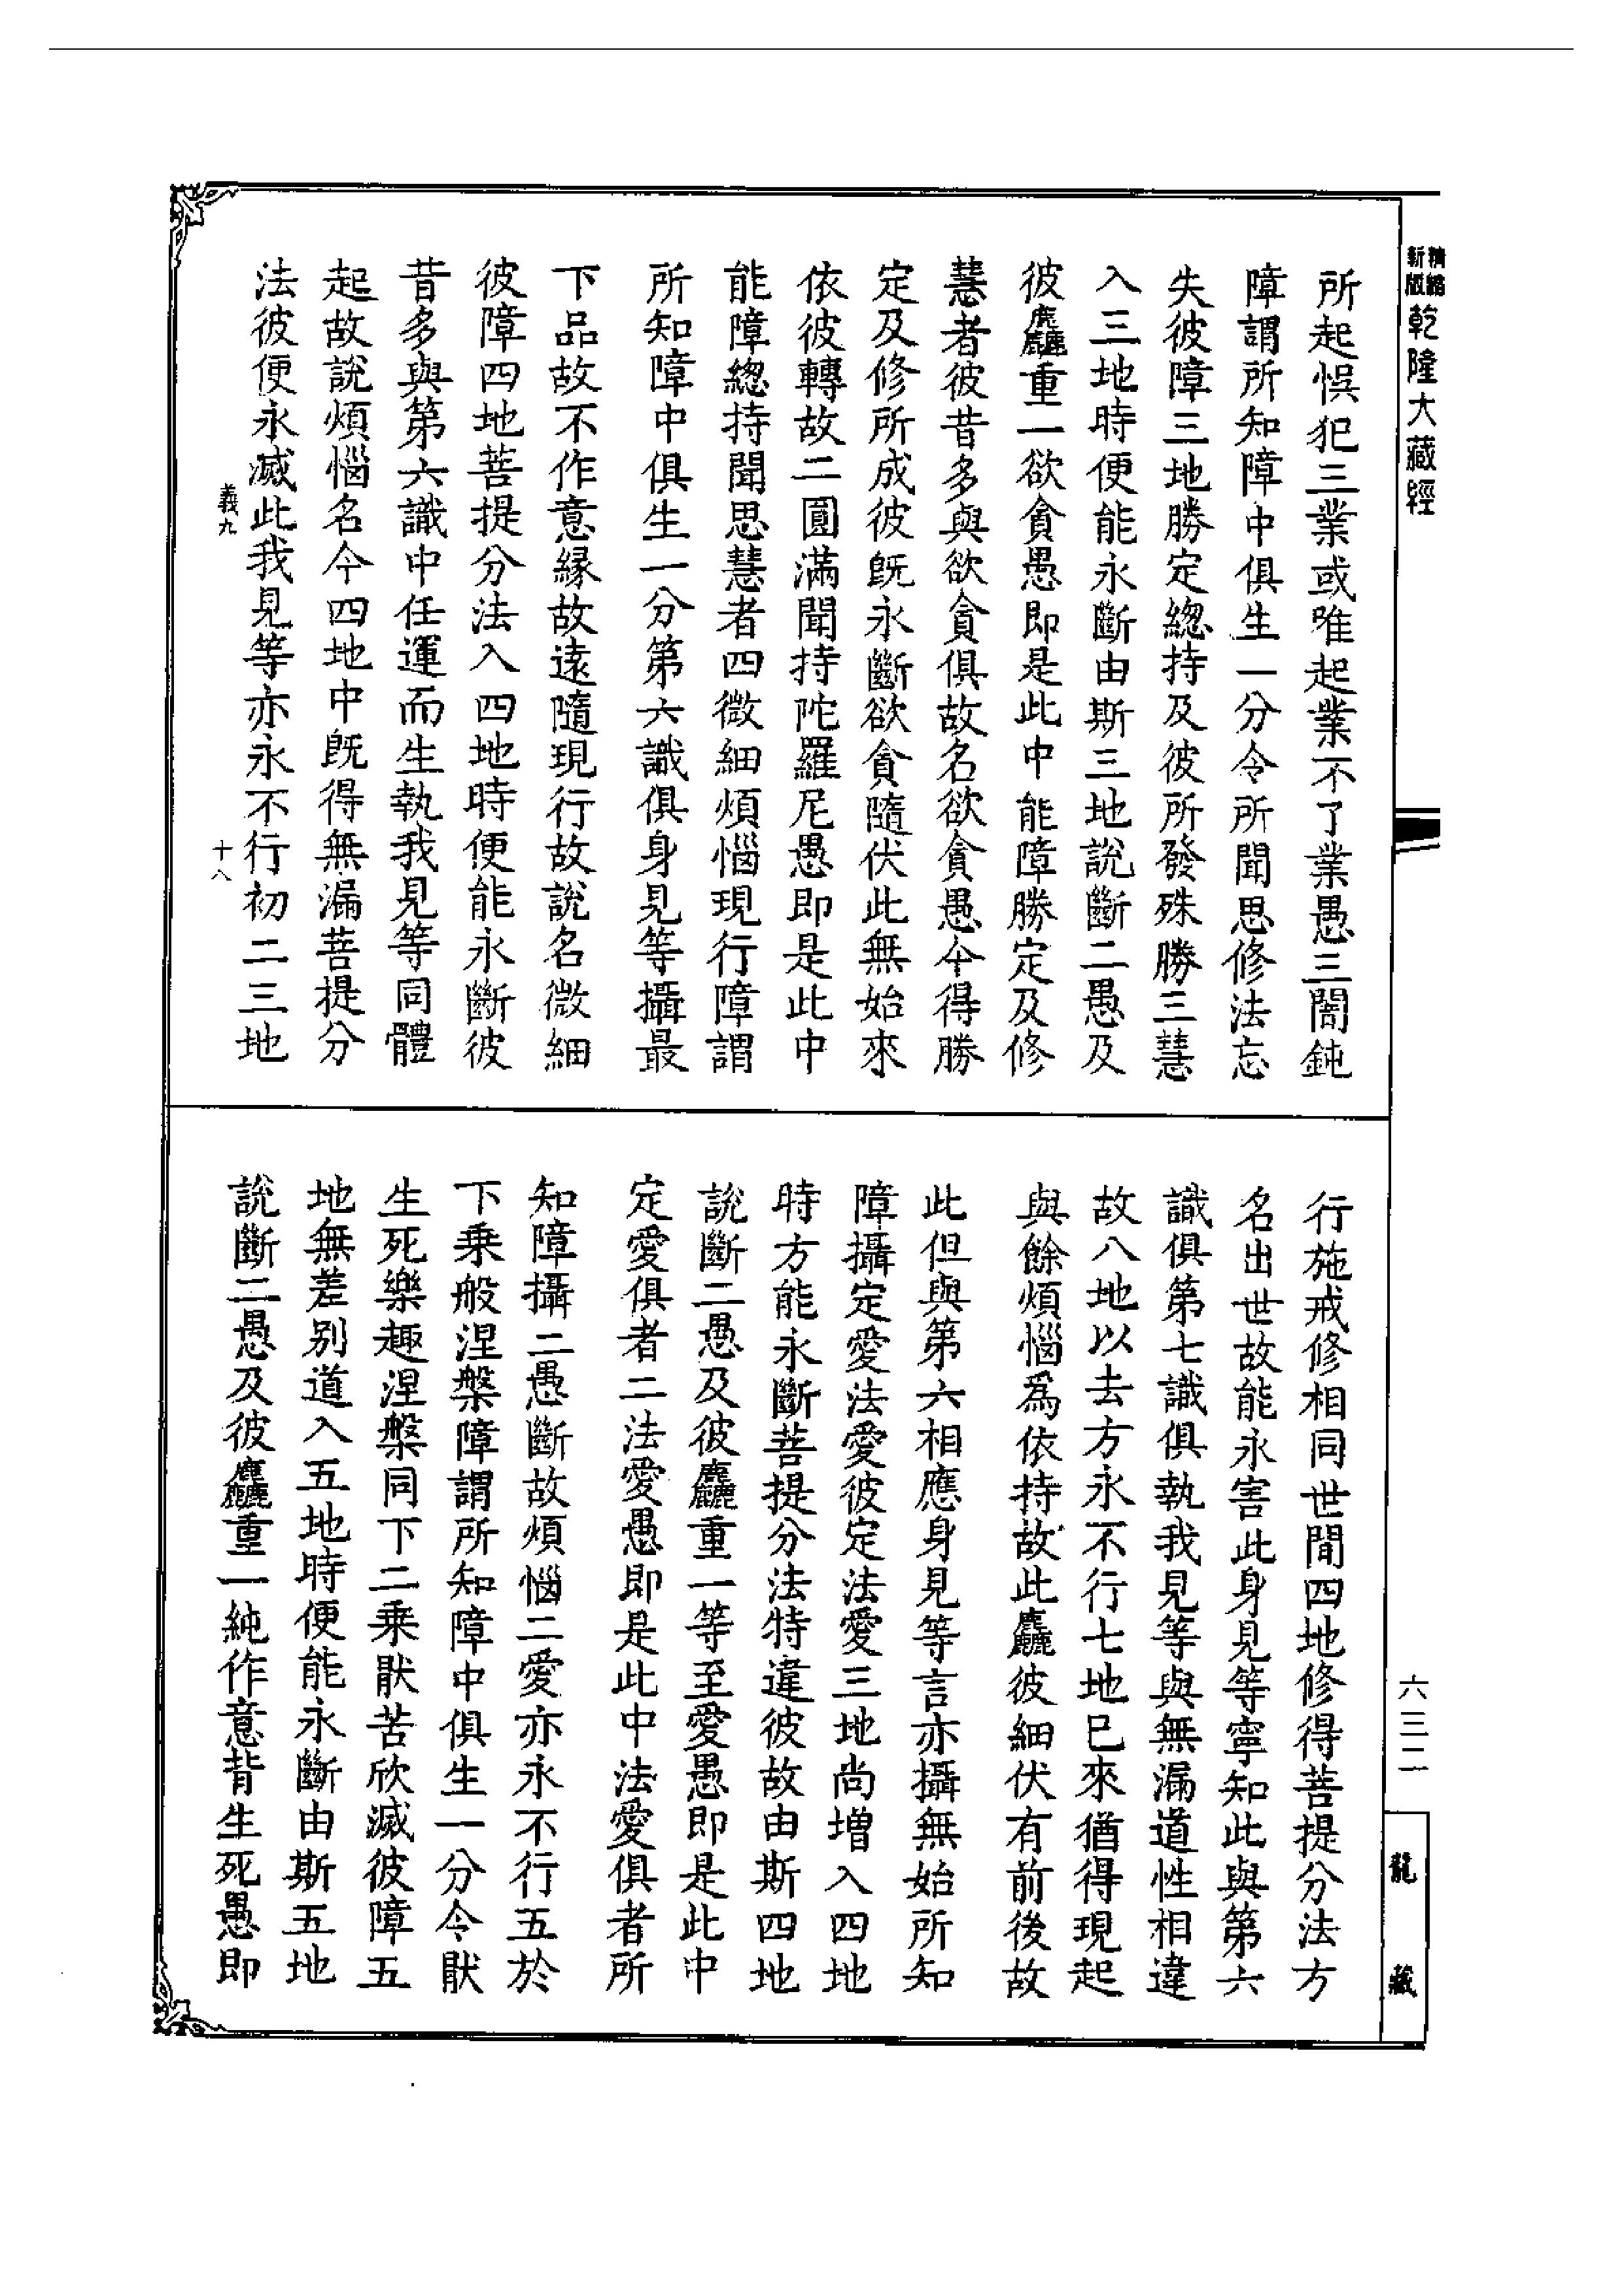 精縮
新版
乾隆大藏經
所起悞犯三業或唯起業不了業愚三闇鈍
障謂所知障中俱生一分令所聞思修法忘
失彼障三地勝定總持及彼所發殊勝三慧
入三地時便能永斷由斯三地說斷二愚及
彼麤重一欲貪愚即是此中能障勝定及修
慧者彼昔多與欲貪俱故名欲貪愚今得勝
定及修所成彼旣永斷欲貪隨伏此無始來
依彼轉故二圓滿聞持陀羅尼愚即是此中
能障總持聞思慧者四微細煩惱現行障謂
所知障中俱生一分第六識俱身見等攝最
下品故不作意緣故遠隨現行故說名微細
彼障四地菩提分法入四地時便能永斷彼
昔多與第六識中任運而生執我見等同體
起故說煩惱名今四地中旣得無漏菩提分
法彼便永滅此我見等亦永不行初二三地
義九
十八
行施戒修相同世間四地修得菩提分法方
名出世故能永害此身見等寧知此與第六
識俱第七識俱執我見等與無漏道性相違
故八地以去方永不行七地已來猶得現起
與餘煩惱爲依持故此麤彼細伏有前後故
此但與第六相應身見等言亦攝無始所知
障攝定愛法愛彼定法愛三地尚增入四地
時方能永斷菩提分法特違彼故由斯四地
說斷二愚及彼麤重一等至愛愚即是此中
定愛俱者二法愛愚即是此中法愛俱者所
知障攝二愚斷故煩惱二愛亦永不行五於
下乘般涅槃障謂所知障中俱生一分令猒
生死樂趣涅槃同下二乘猒苦欣滅彼障五
地無差別道入五地時便能永斷由斯五地
說斷二愚及彼麤重一純作意背生死愚即
六三二
龍藏